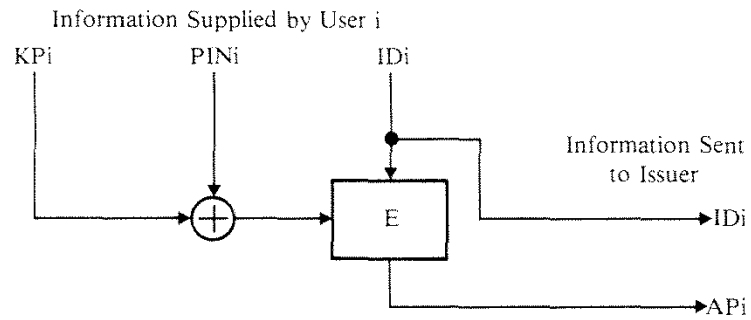 Information Supplied by User i
KPi PINi IDi
Information Sent
to Issuer
E
IDi
APi